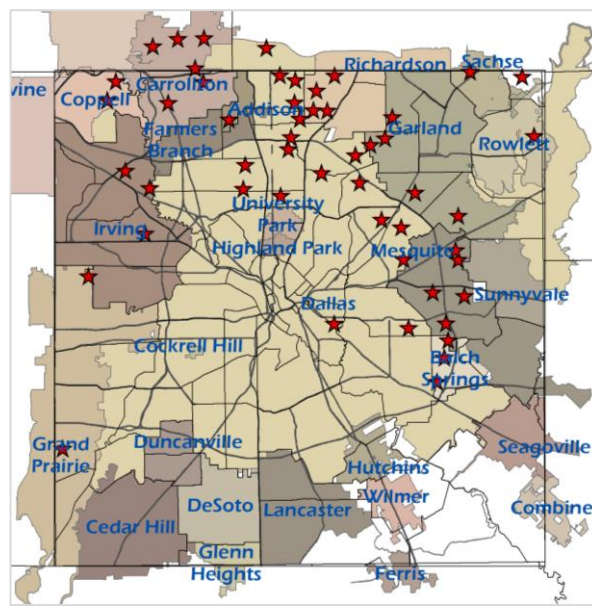 Richardson
Sachse
vine
Coppell
Carrollton
Addison
Farmers
Branch
Garland
Rowlett
University
Park
Irving
Highland Park
Mesquite
Sunnyvale
Dallas
Cockrell Hill
Balch
Springs
Grand
Prairie
Duncanville
Seagoville
Hutchins
DeSoto
Wilmer
Lancaster
Combine
Cedar Hill
Glenn
Heights
Ferris